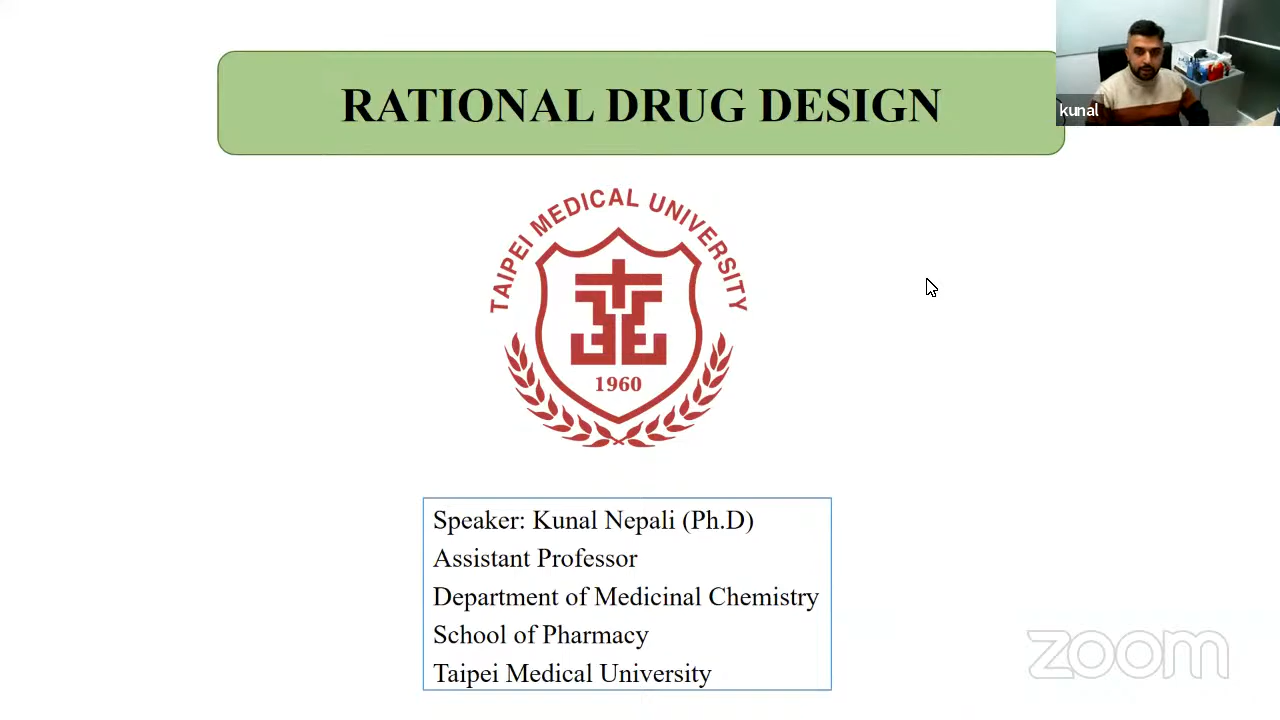 RATIONAL DRUG DESIGN
kunal
TAIPEI MEDICAL UNIVERSITY
1960
Speaker: Kunal Nepali (Ph.D)
Assistant Professor
Department of Medicinal Chemistry
School of Pharmacy
Taipei Medical University
zoom